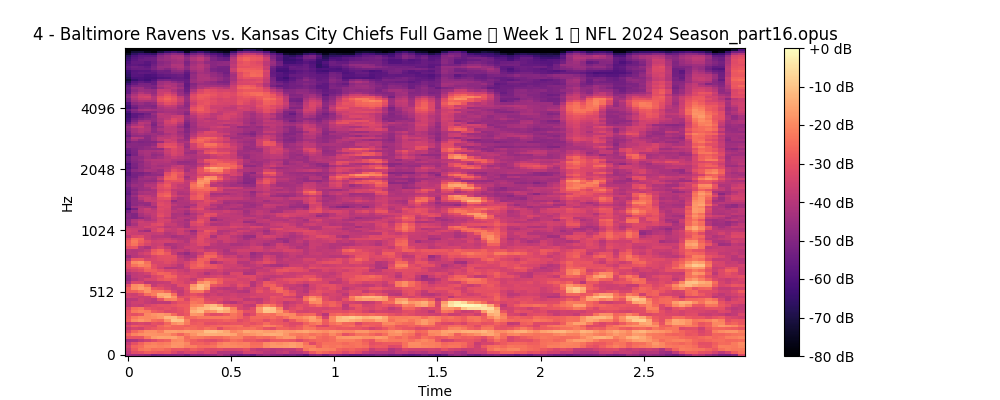 4 - Baltimore Ravens vs. Kansas City Chiefs Full Game ▯ Week 1 ▯ NFL 2024 Season_part16.opus
+0 dB
-10 dB
-20 dB
-30 dB
-40 dB
-50 dB
-60 dB
-70 dB
-80 dB
Hz
4096
2048
1024
512
0
0
0.5
1
1.5
2
2.5
Time